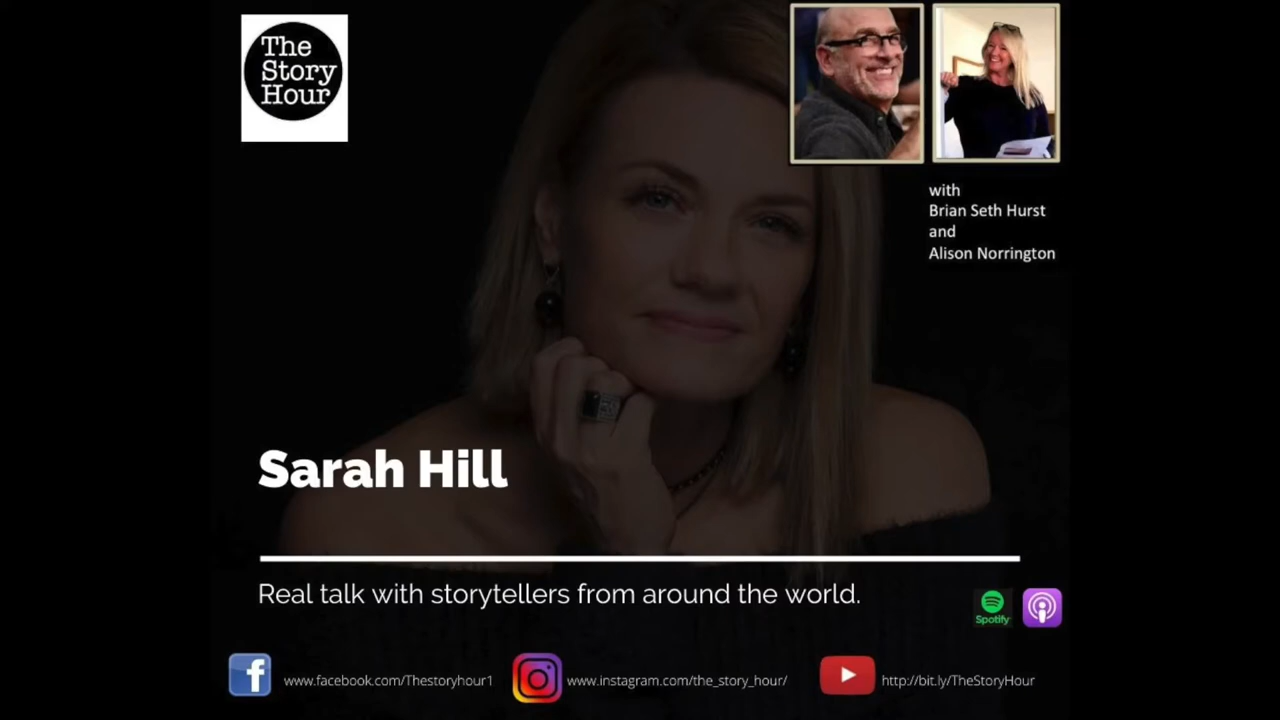 The
Story
Hour
with
Brian Seth Hurst
and
Alison Norrington
Sarah Hill
Real talk with storytellers from around the world.
Spotify
www.facebook.com/Thestoryhour1
www.instagram.com/the_story_hour/
http://bit.ly/TheStoryHour